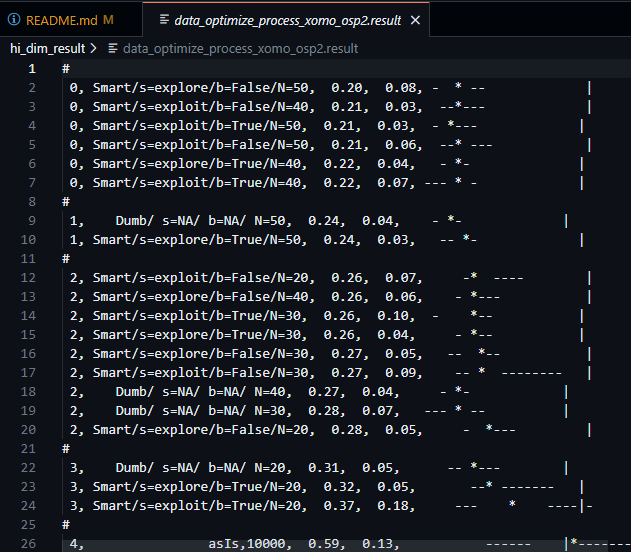 README.md M
data_optimize_process_xomo_osp2.result
hi_dim_result > data_optimize_process_xomo_osp2.result
1 #
2 0, Smart/s=explore/b=False/N=50, 0.20, 0.08, - * -- |
3 0, Smart/s=exploit/b=False/N=40, 0.21, 0.03, --*--- |
4 0, Smart/s=exploit/b=True/N=50, 0.21, 0.03, - *--- |
5 0, Smart/s=exploit/b=False/N=50, 0.21, 0.06, --* --- |
6 0, Smart/s=explore/b=True/N=40, 0.22, 0.04, - *- |
7 0, Smart/s=exploit/b=True/N=40, 0.22, 0.07, --- * - |
8 #
9 1, Dumb/ s=NA/ b=NA/ N=50, 0.24, 0.04, - *- |
10 1, Smart/s=explore/b=True/N=50, 0.24, 0.03, -- *- |
11 #
12 2, Smart/s=exploit/b=False/N=20, 0.26, 0.07, -* ---- |
13 2, Smart/s=explore/b=False/N=40, 0.26, 0.06, - *--- |
14 2, Smart/s=exploit/b=True/N=30, 0.26, 0.10, - *-- |
15 2, Smart/s=explore/b=True/N=30, 0.26, 0.04, - *-- |
16 2, Smart/s=explore/b=False/N=30, 0.27, 0.05, -- *-- |
17 2, Smart/s=exploit/b=False/N=30, 0.27, 0.09, -- * -------- |
18 2, Dumb/ s=NA/ b=NA/ N=40, 0.27, 0.04, - *- |
19 2, Dumb/ s=NA/ b=NA/ N=30, 0.28, 0.07, --- * -- |
20 2, Smart/s=explore/b=False/N=20, 0.28, 0.05, - *--- |
21 #
22 3, Dumb/ s=NA/ b=NA/ N=20, 0.31, 0.05, -- *--- |
23 3, Smart/s=explore/b=True/N=20, 0.32, 0.05, --* ------- |
24 3, Smart/s=exploit/b=True/N=20, 0.37, 0.18, --- * ----|-
25 #
26 4, asIs,10000, 0.59, 0.13, ------ |*-------